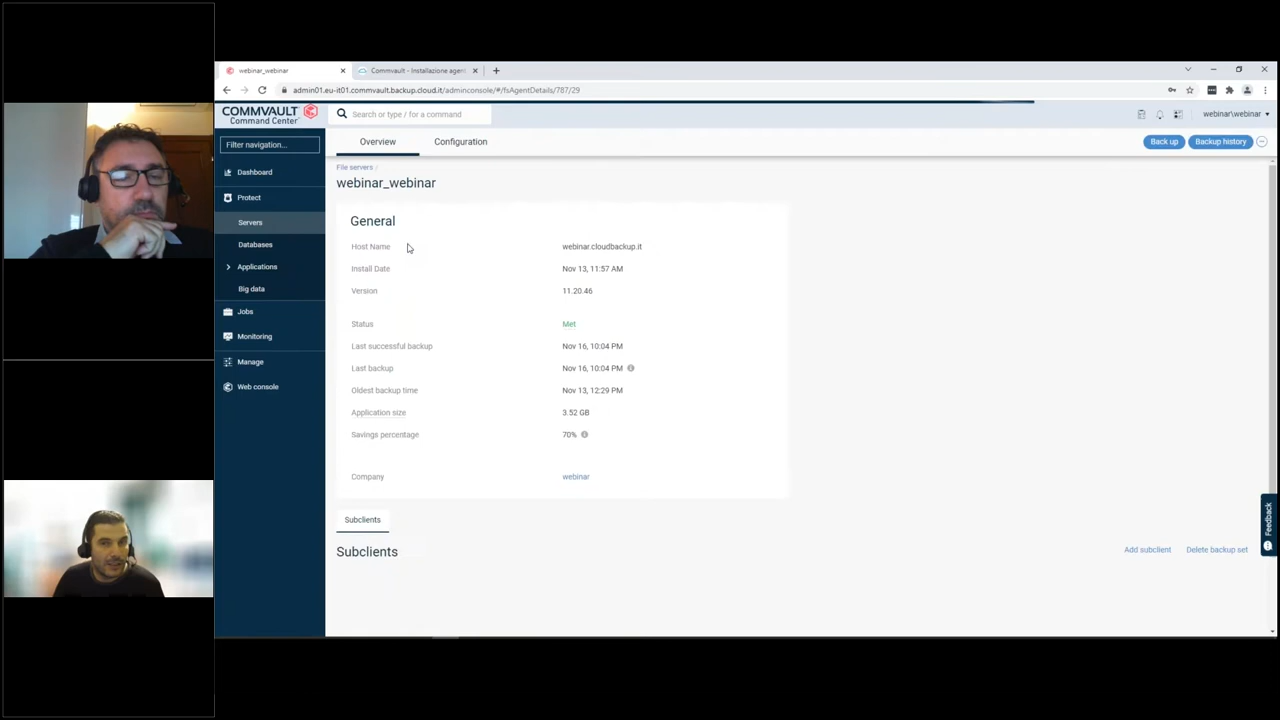 webinar_webinar
Commvault - Installazione agent
admin01.eu-it01.commvault.backup.cloud.it/adminconsole/#/fsAgentDetails/787/29
COMMVAULT
Command Center
Search or type / for a command
webinar\webinar
Filter navigation...
Overview
Configuration
Back up
Backup history
Dashboard
Protect
Servers
Databases
Applications
Big data
Jobs
Monitoring
Manage
Web console
File servers /
webinar_webinar
General
Host Name webinar.cloudbackup.it
Install Date Nov 13, 11:57 AM
Version 11.20.46
Status Met
Last successful backup Nov 16, 10:04 PM
Last backup Nov 16, 10:04 PM
Oldest backup time Nov 13, 12:29 PM
Application size 3.52 GB
Savings percentage 70%
Company webinar
Subclients
Subclients
Add subclient
Delete backup set
Feedback